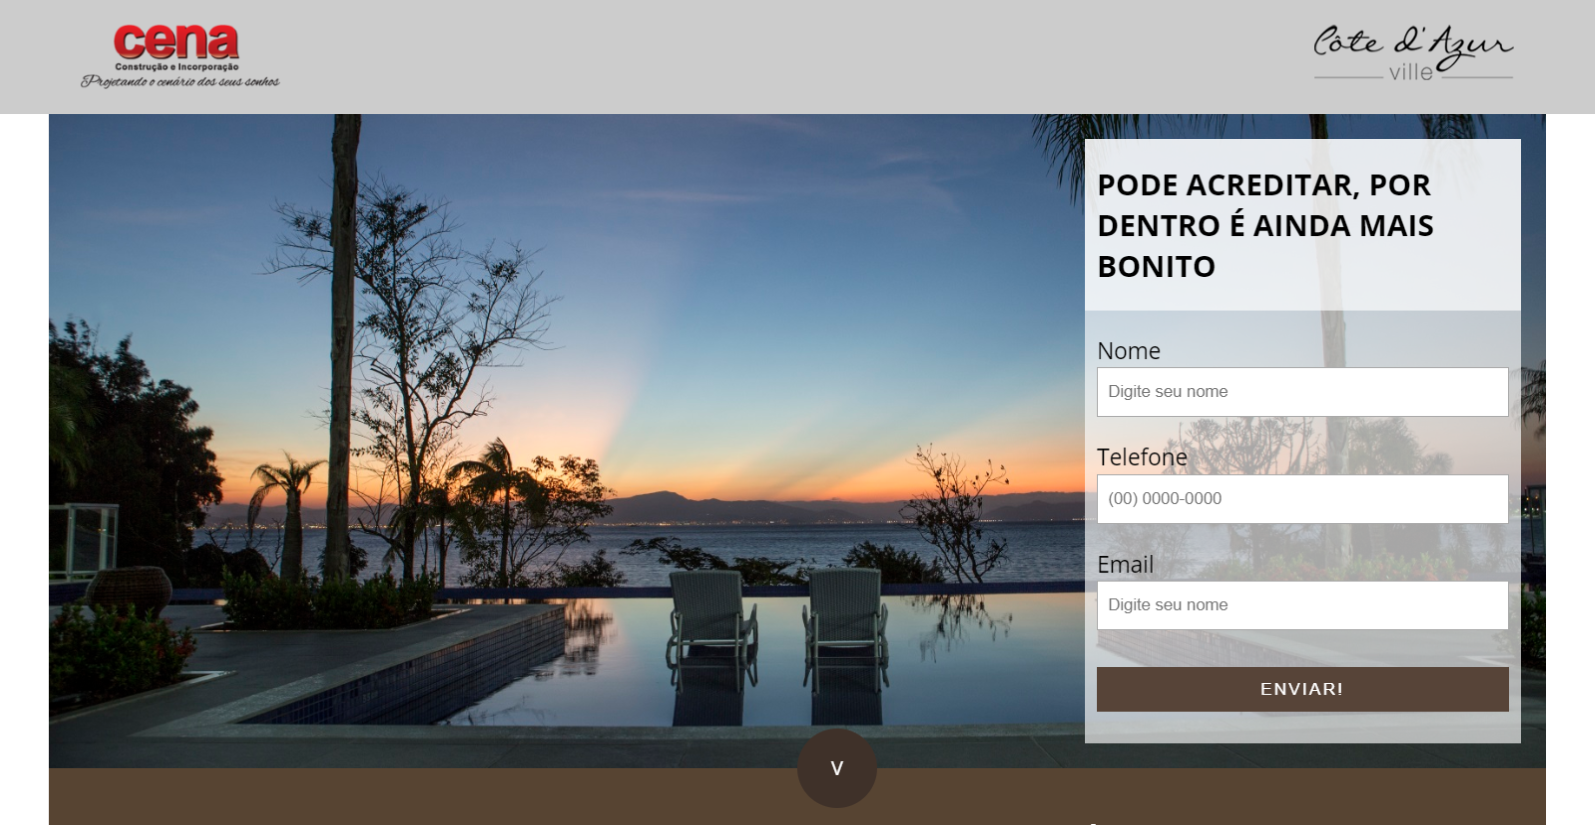 cena
Construção e Incorporação
Projetando o cenário dos seus sonhos
Côte d'Azur
ville
PODE ACREDITAR, POR
DENTRO É AINDA MAIS
BONITO
Nome
Digite seu nome
Telefone
(00) 0000-0000
Email
Digite seu nome
ENVIAR!
V